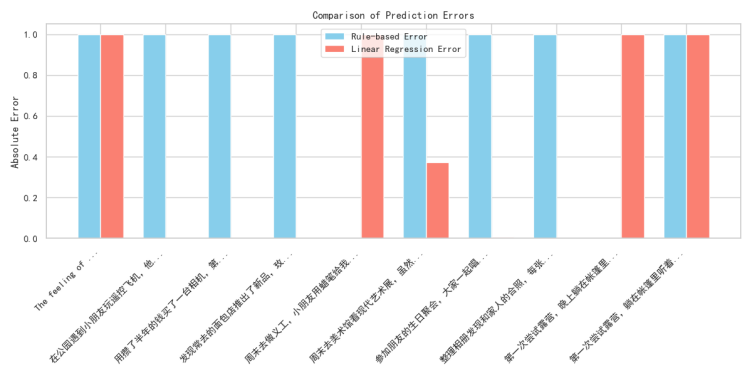 Comparison of Prediction Errors
Rule-based Error
Linear Regression Error
Absolute Error
1.0
0.8
0.6
0.4
0.2
0.0
The feeling of ...
在公园遇到小朋友玩遥控飞机，他...
用攒了半年的钱买了一台相机，第...
发现常去的面包店推出了新品，玫...
周末去做义工，小朋友用蜡笔给我...
周末去美术馆看现代艺术展，虽然...
参加朋友的生日聚会，大家一起唱...
整理相册发现和家人的合照，每张...
第一次尝试露营，晚上躺在帐篷里...
第一次尝试露营，躺在帐篷里听着...